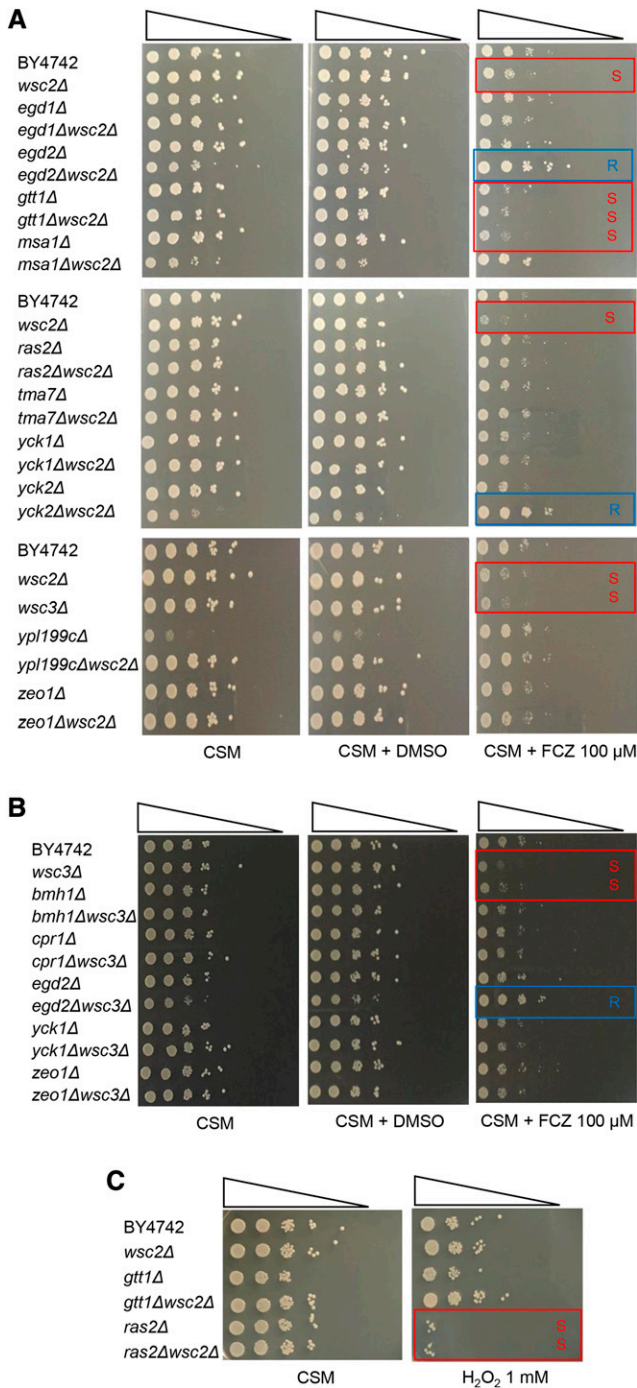 A
BY4742
wsc2Δ
egd1Δ
egd1Δwsc2Δ
egd2Δ
egd2Δwsc2Δ
gtt1Δ
gtt1Δwsc2Δ
msa1Δ
msa1Δwsc2Δ
S
R
S
S
S
BY4742
wsc2Δ
ras2Δ
ras2Δwsc2Δ
tma7Δ
tma7Δwsc2Δ
yck1Δ
yck1Δwsc2Δ
yck2Δ
yck2Δwsc2Δ
S
R
BY4742
wsc2Δ
wsc3Δ
ypl199cΔ
ypl199cΔwsc2Δ
zeo1Δ
zeo1Δwsc2Δ
S
S
CSM CSM + DMSO CSM + FCZ 100 µM
B
BY4742
wsc3Δ
bmh1Δ
bmh1Δwsc3Δ
cpr1Δ
cpr1Δwsc3Δ
egd2Δ
egd2Δwsc3Δ
yck1Δ
yck1Δwsc3Δ
zeo1Δ
zeo1Δwsc3Δ
S
S
R
CSM CSM + DMSO CSM + FCZ 100 µM
C
BY4742
wsc2Δ
gtt1Δ
gtt1Δwsc2Δ
ras2Δ
ras2Δwsc2Δ
S
S
CSM H₂O₂ 1 mM